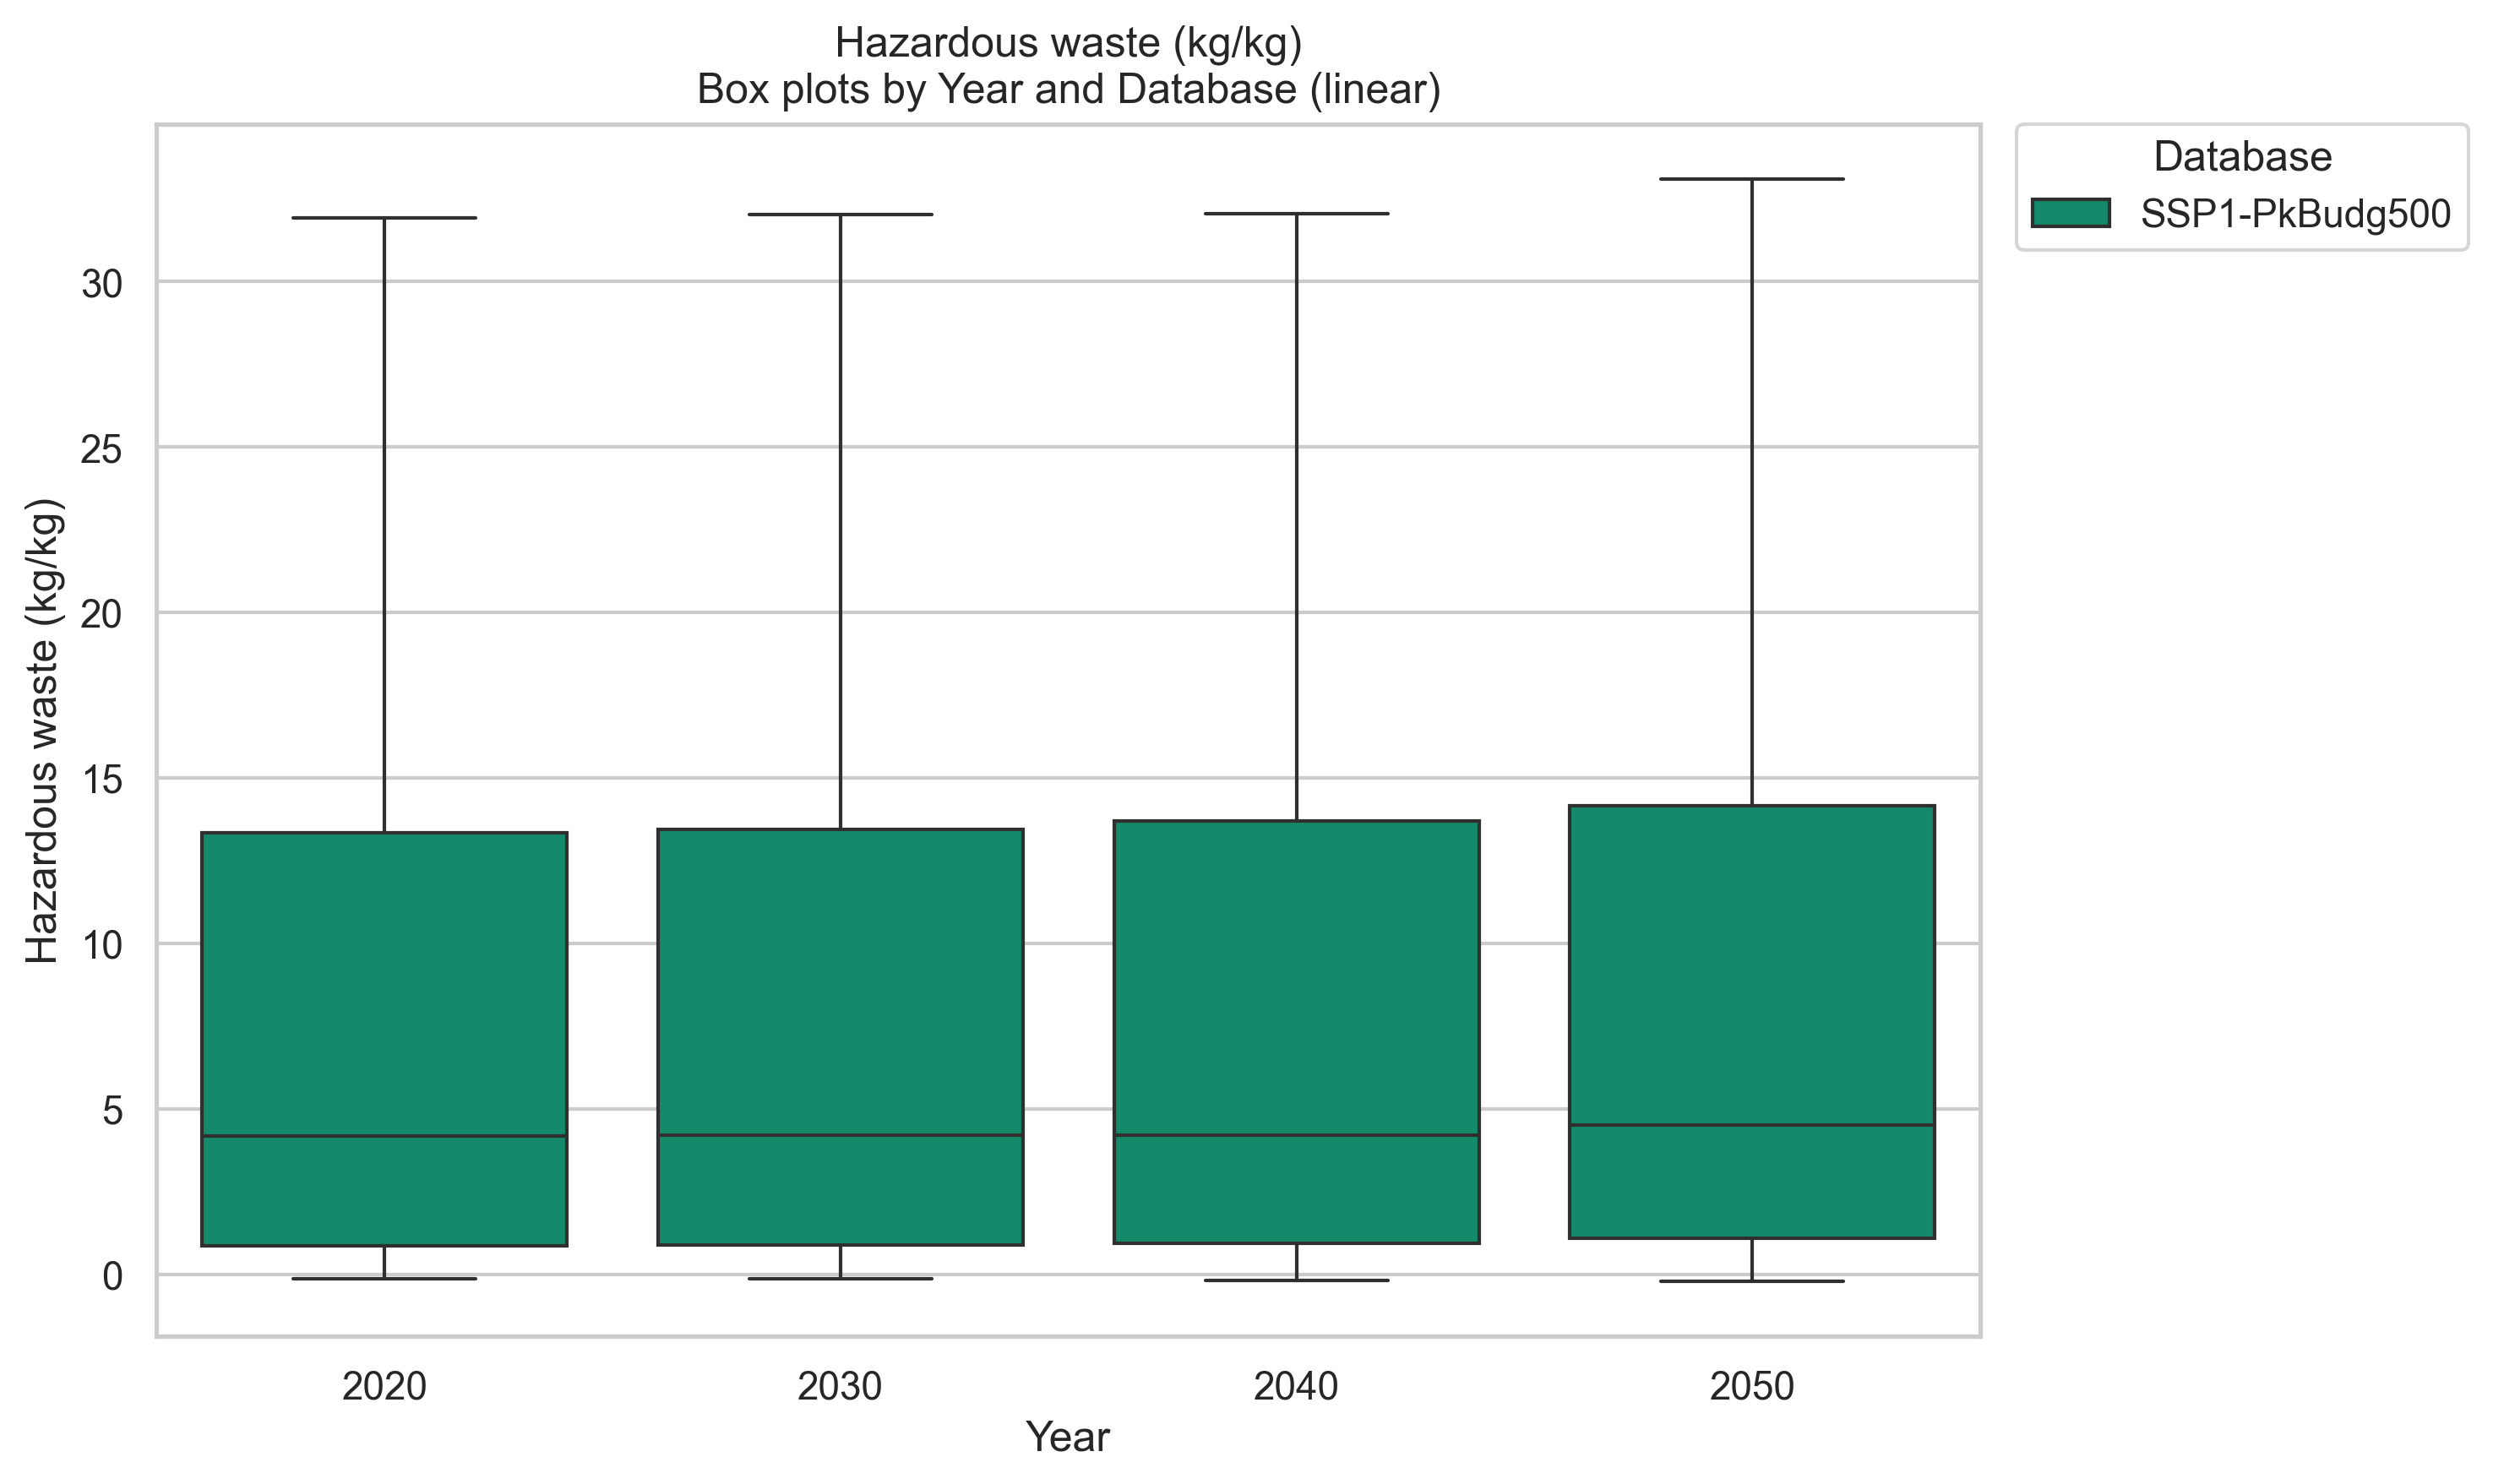 Hazardous waste (kg/kg)
Box plots by Year and Database (linear)
Database
SSP1-PkBudg500
Hazardous waste (kg/kg)
30
25
20
15
10
5
0
2020
2030
2040
2050
Year